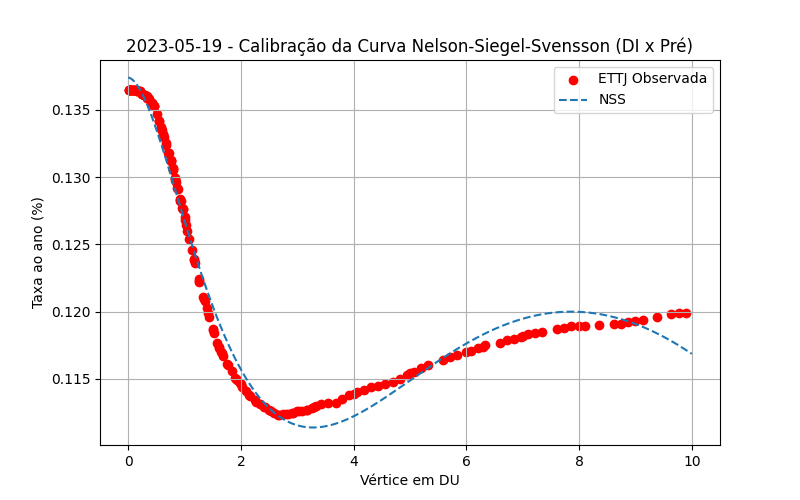 2023-05-19 - Calibração da Curva Nelson-Siegel-Svensson (DI x Pré)
ETTJ Observada
NSS
0.135
0.130
0.125
0.120
0.115
Taxa ao ano (%)
0 2 4 6 8 10
Vértice em DU